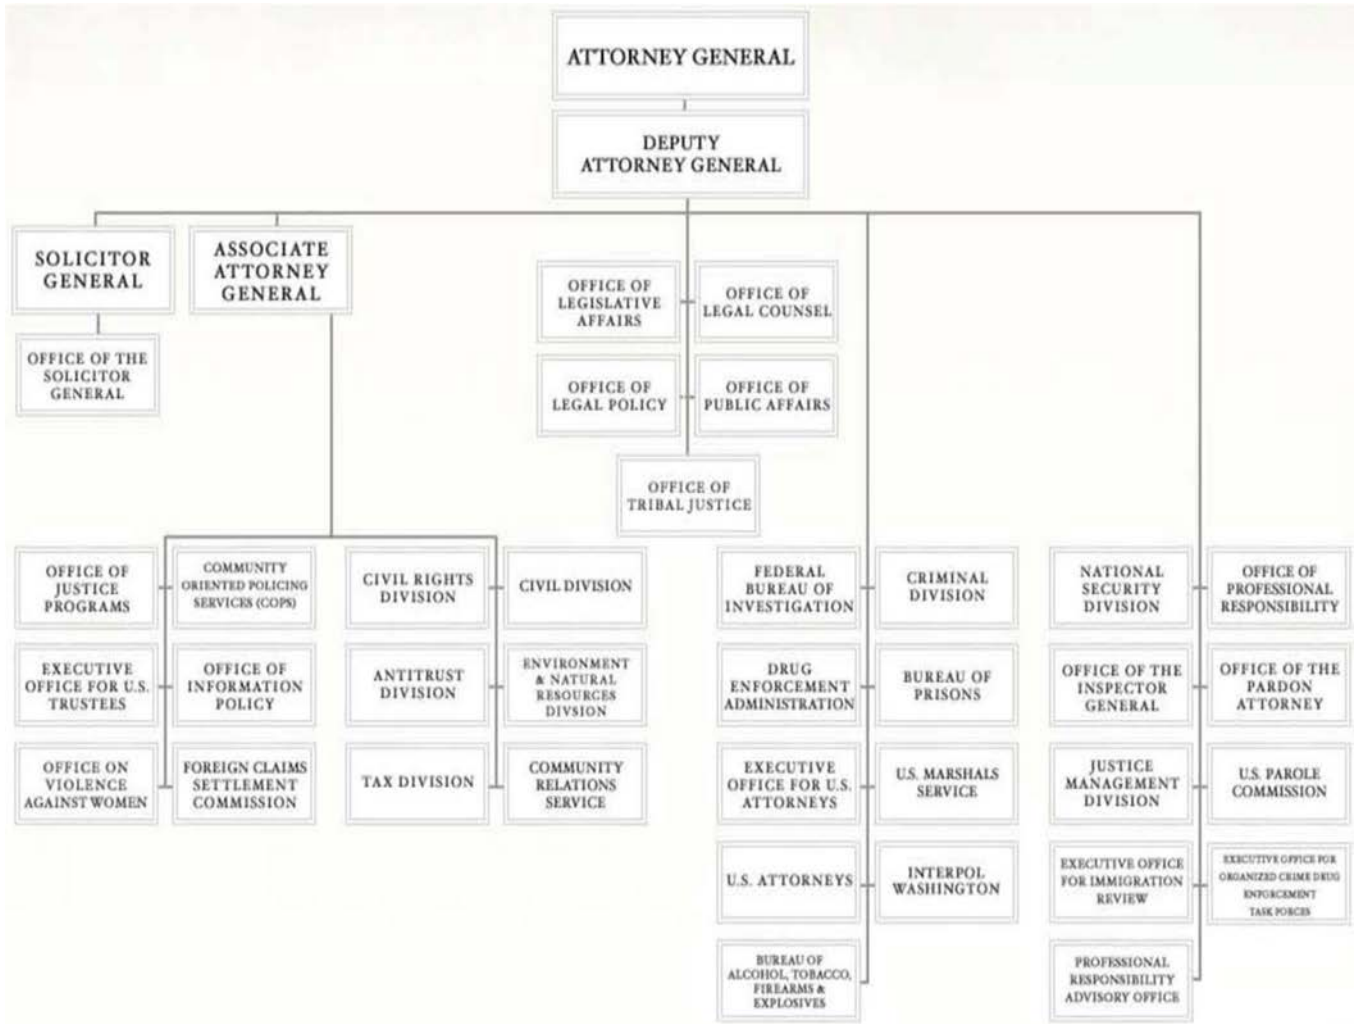 ATTORNEY GENERAL
DEPUTY
ATTORNEY GENERAL
SOLICITOR
GENERAL
ASSOCIATE
ATTORNEY
GENERAL
OFFICE OF THE
SOLICITOR
GENERAL
OFFICE OF
LEGISLATIVE
AFFAIRS
OFFICE OF
LEGAL COUNSEL
OFFICE OF
LEGAL POLICY
OFFICE OF
PUBLIC AFFAIRS
OFFICE OF
TRIBAL JUSTICE
OFFICE OF
JUSTICE
PROGRAMS
COMMUNITY
ORIENTED POLICING
SERVICES (COPS)
EXECUTIVE
OFFICE FOR U.S.
TRUSTEES
OFFICE OF
INFORMATION
POLICY
OFFICE ON
VIOLENCE
AGAINST WOMEN
FOREIGN CLAIMS
SETTLEMENT
COMMISSION
CIVIL RIGHTS
DIVISION
CIVIL DIVISION
ANTITRUST
DIVISION
ENVIRONMENT
& NATURAL
RESOURCES
DIVSION
TAX DIVISION
COMMUNITY
RELATIONS
SERVICE
FEDERAL
BUREAU OF
INVESTIGATION
CRIMINAL
DIVISION
DRUG
ENFORCEMENT
ADMINISTRATION
BUREAU OF
PRISONS
EXECUTIVE
OFFICE FOR U.S.
ATTORNEYS
U.S. MARSHALS
SERVICE
U.S. ATTORNEYS
INTERPOL
WASHINGTON
BUREAU OF
ALCOHOL, TOBACCO,
FIREARMS &
EXPLOSIVES
NATIONAL
SECURITY
DIVISION
OFFICE OF
PROFESSIONAL
RESPONSIBILITY
OFFICE OF THE
INSPECTOR
GENERAL
OFFICE OF THE
PARDON
ATTORNEY
JUSTICE
MANAGEMENT
DIVISION
U.S. PAROLE
COMMISSION
EXECUTIVE OFFICE
FOR IMMIGRATION
REVIEW
EXECUTIVE OFFICE FOR
ORGANIZED CRIME DRUG
ENFORCEMENT
TASK FORCES
PROFESSIONAL
RESPONSIBILITY
ADVISORY OFFICE